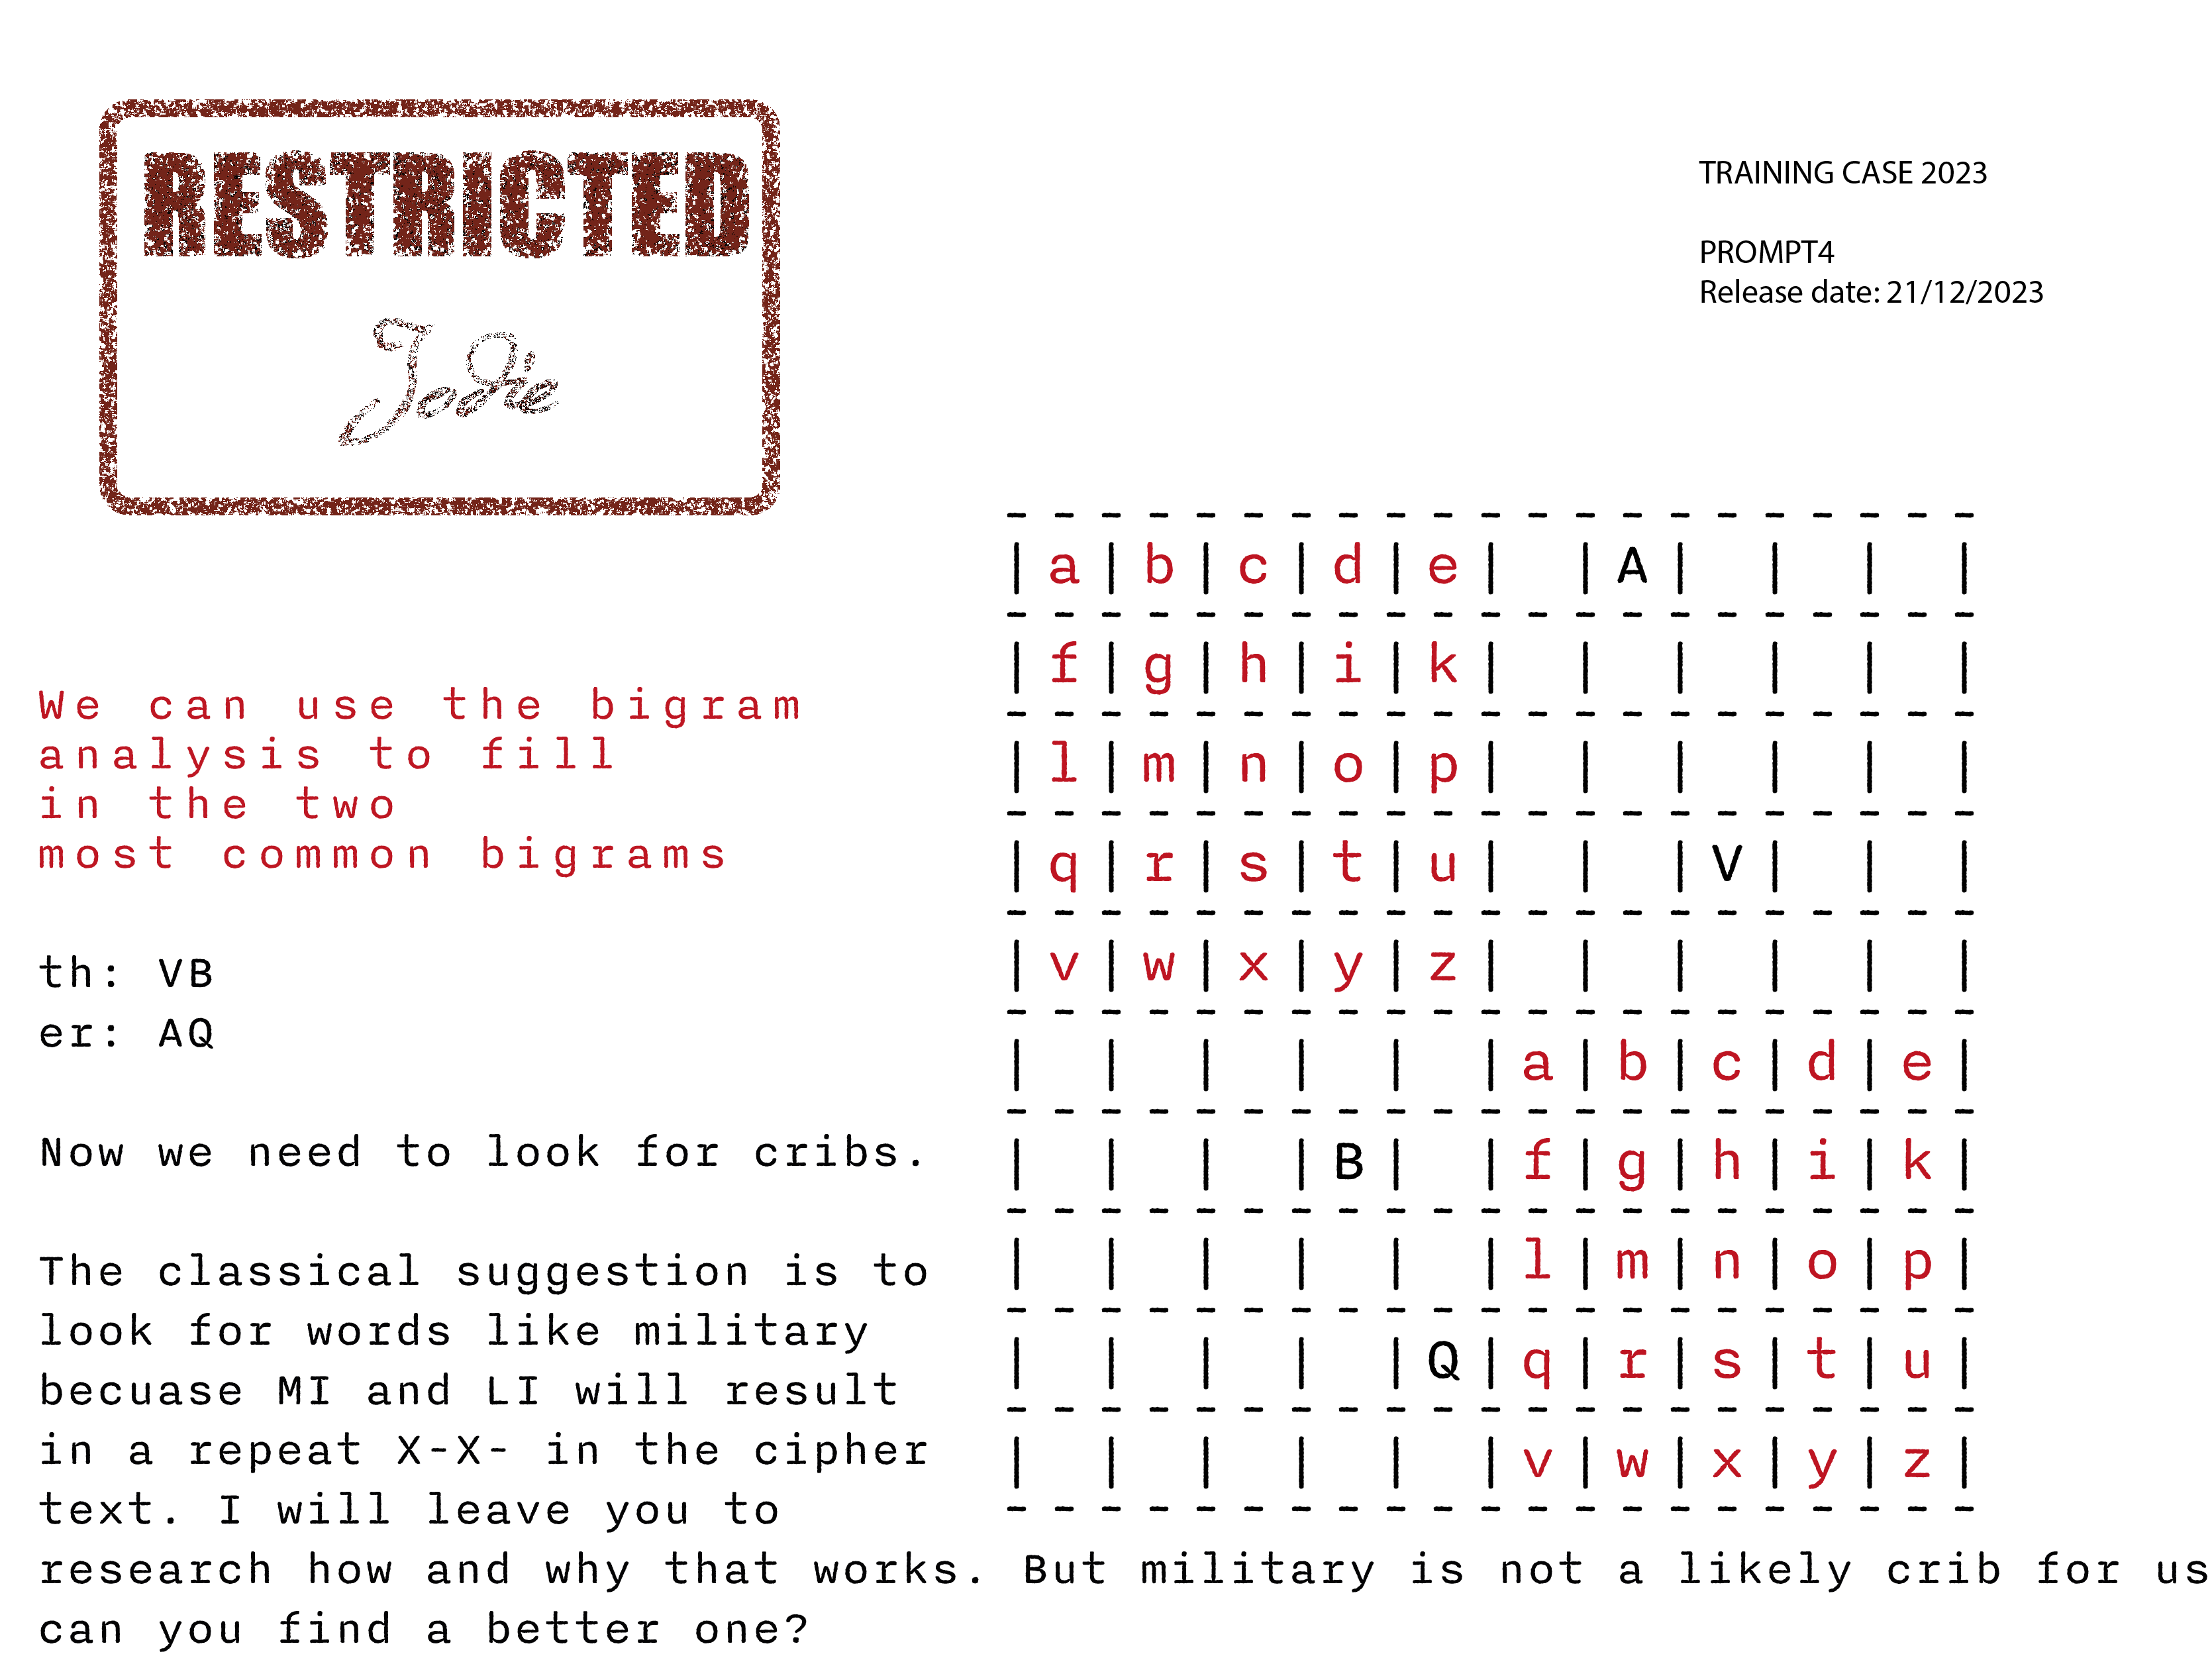 RESTRICTED
Jodie
TRAINING CASE 2023
PROMPT4
Release date: 21/12/2023
We can use the bigram
analysis to fill
in the two
most common bigrams
th: VB
er: AQ
Now we need to look for cribs.
The classical suggestion is to
look for words like military
becuase MI and LI will result
in a repeat X-X- in the cipher
text. I will leave you to
research how and why that works. But military is not a likely crib for us
can you find a better one?
- - - - - - - - - - - - - - - - - - - - -
|a|b|c|d|e| |A| | | |
- - - - - - - - - - - - - - - - - - - - -
|f|g|h|i|k| | | | | |
- - - - - - - - - - - - - - - - - - - - -
|l|m|n|o|p| | | | | |
- - - - - - - - - - - - - - - - - - - - -
|q|r|s|t|u| | |V| | |
- - - - - - - - - - - - - - - - - - - - -
|v|w|x|y|z| | | | | |
- - - - - - - - - - - - - - - - - - - - -
| | | | | |a|b|c|d|e|
- - - - - - - - - - - - - - - - - - - - -
| | | |B| |f|g|h|i|k|
- - - - - - - - - - - - - - - - - - - - -
| | | | | |l|m|n|o|p|
- - - - - - - - - - - - - - - - - - - - -
| | | | |Q|q|r|s|t|u|
- - - - - - - - - - - - - - - - - - - - -
| | | | | |v|w|x|y|z|
- - - - - - - - - - - - - - - - - - - - -